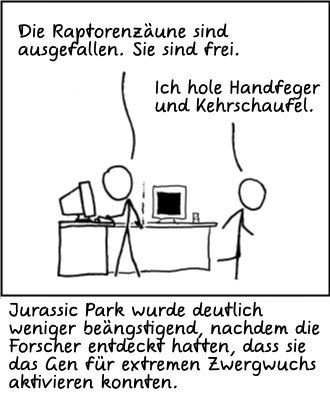 Die Raptorenzäune sind
ausgefallen. Sie sind frei.
Ich hole Handfeger
und Kehrschaufel.
Jurassic Park wurde deutlich
weniger beängstigend, nachdem die
Forscher entdeckt hatten, dass sie
das Gen für extremen Zwergwuchs
aktivieren konnten.